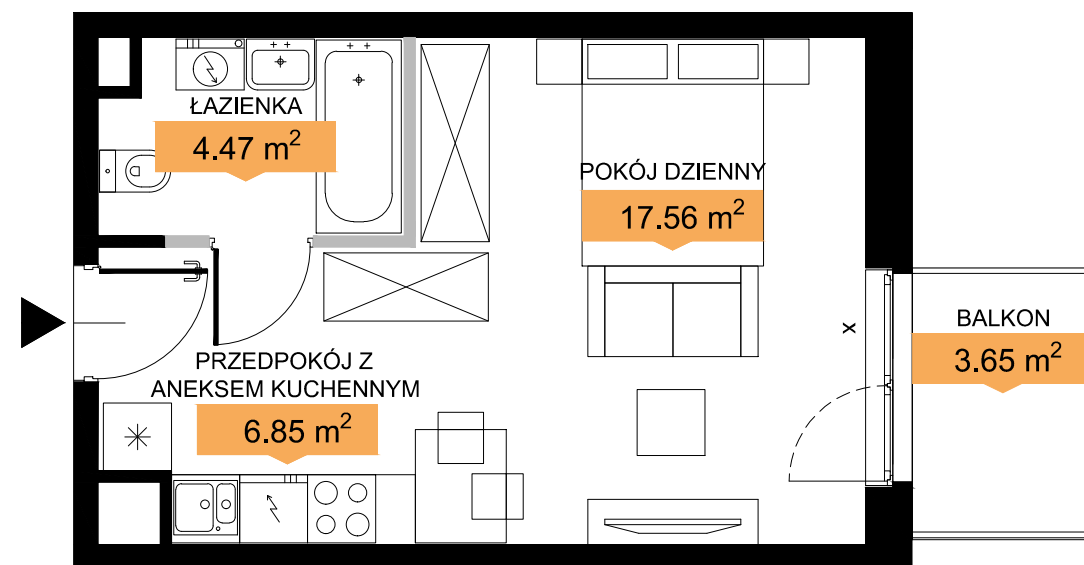 ŁAZIENKA
4.47 m²
POKÓJ DZIENNY
17.56 m²
PRZEDPOKÓJ Z
ANEKSEM KUCHENNYM
6.85 m²
x
BALKON
3.65 m²